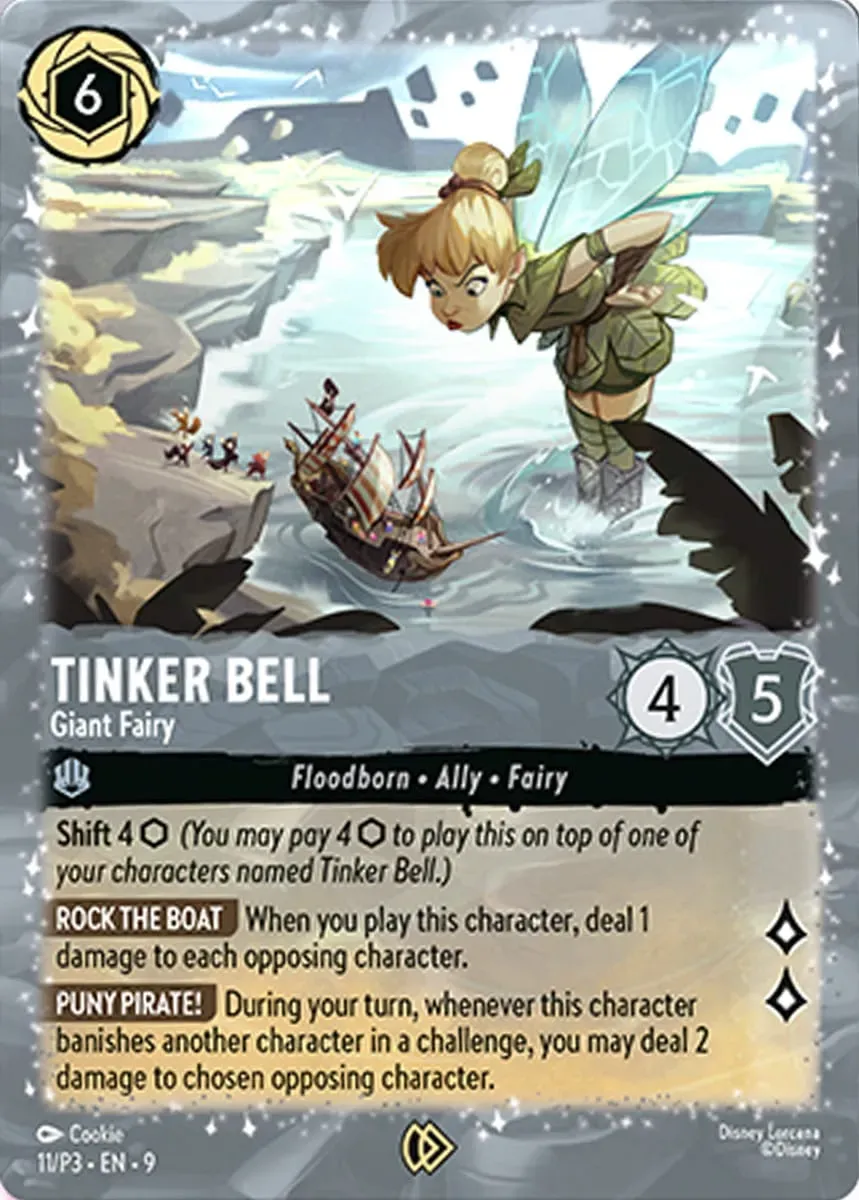 6
TINKER BELL
Giant Fairy
4
5
Floodborn • Ally • Fairy
Shift 4 ⬡ (You may pay 4 ⬡ to play this on top of one of
your characters named Tinker Bell.)
ROCK THE BOAT When you play this character, deal 1
damage to each opposing character.
PUNY PIRATE! During your turn, whenever this character
banishes another character in a challenge, you may deal 2
damage to chosen opposing character.
Cookie
11/P3 • EN • 9
Disney Lorcana
©Disney